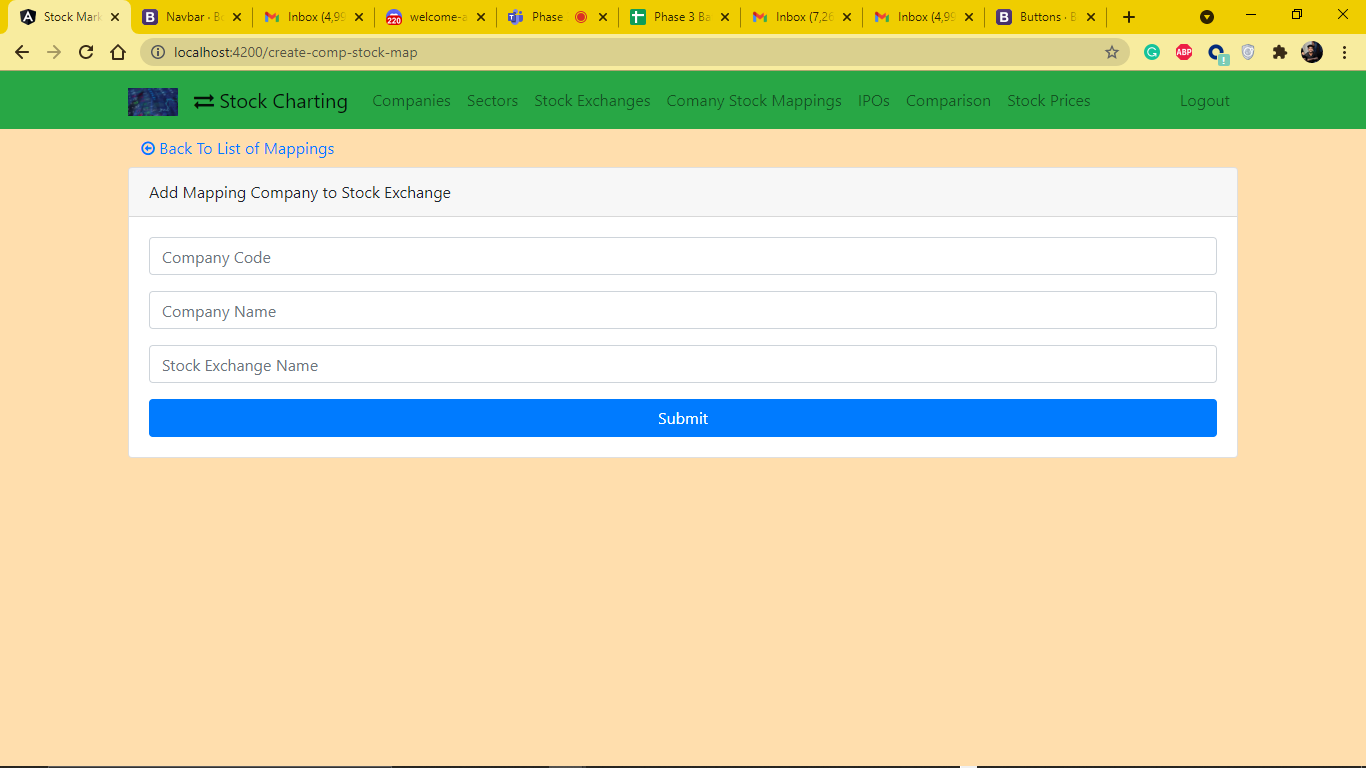 Stock Mark Navbar · B Inbox (4,99 welcome-a Phase Phase 3 Ba Inbox (7,26 Inbox (4,99 Buttons · B
localhost:4200/create-comp-stock-map
Stock Charting Companies Sectors Stock Exchanges Comany Stock Mappings IPOs Comparison Stock Prices Logout
Back To List of Mappings
Add Mapping Company to Stock Exchange
Company Code
Company Name
Stock Exchange Name
Submit